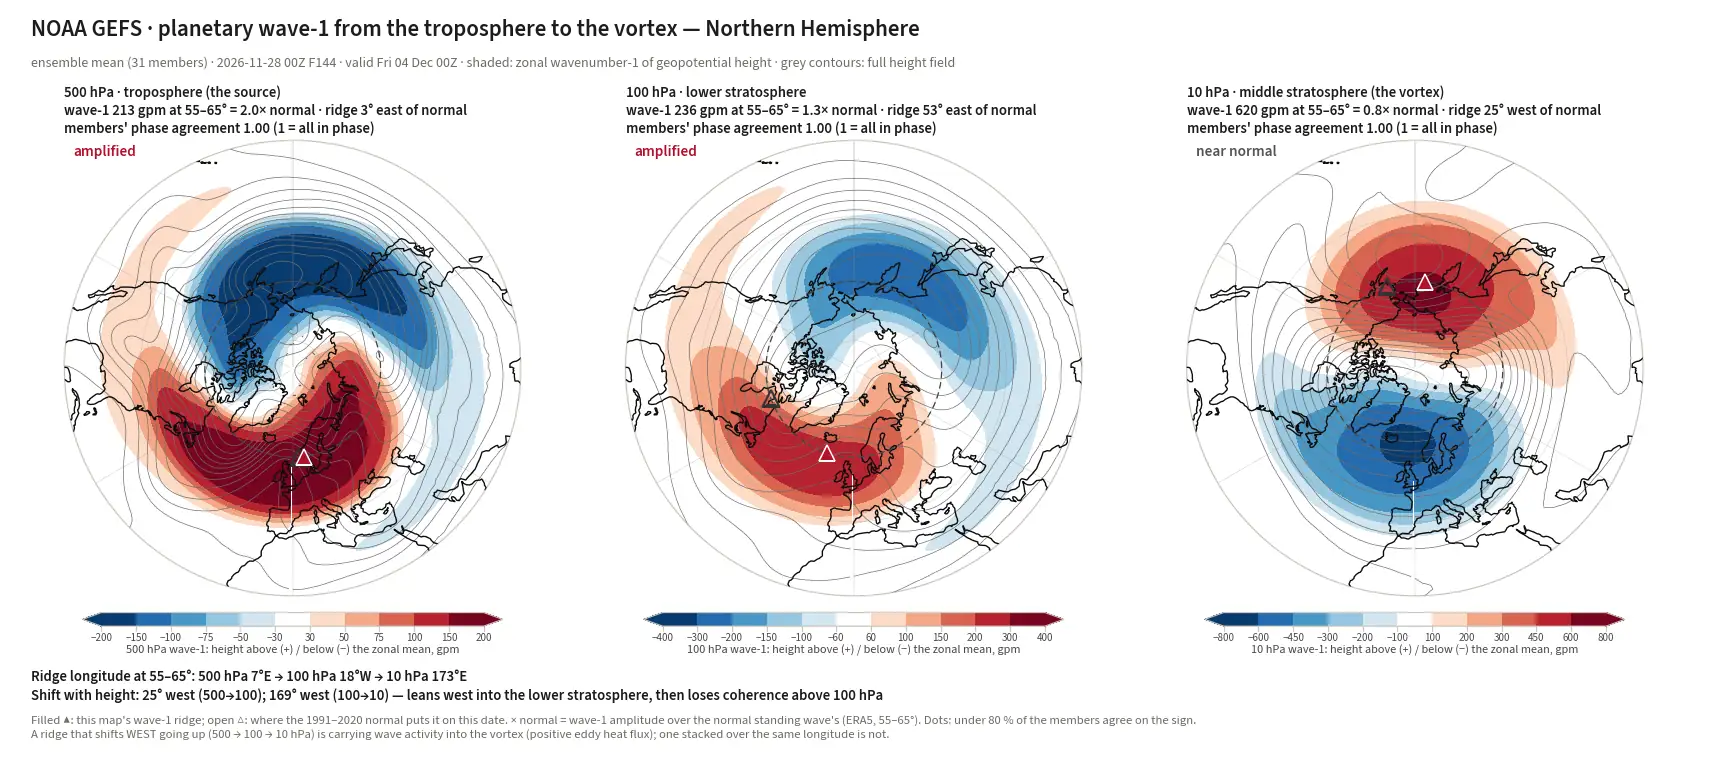 NOAA GEFS · planetary wave-1 from the troposphere to the vortex — Northern Hemisphere
ensemble mean (31 members) · 2026-11-28 00Z F144 · valid Fri 04 Dec 00Z · shaded: zonal wavenumber-1 of geopotential height · grey contours: full height field
500 hPa · troposphere (the source)
wave-1 213 gpm at 55–65° = 2.0× normal · ridge 3° east of normal
members' phase agreement 1.00 (1 = all in phase)
amplified
100 hPa · lower stratosphere
wave-1 236 gpm at 55–65° = 1.3× normal · ridge 53° east of normal
members' phase agreement 1.00 (1 = all in phase)
amplified
10 hPa · middle stratosphere (the vortex)
wave-1 620 gpm at 55–65° = 0.8× normal · ridge 25° west of normal
members' phase agreement 1.00 (1 = all in phase)
near normal
−200 −150 −100 −75 −50 −30 30 50 75 100 150 200
500 hPa wave-1: height above (+) / below (−) the zonal mean, gpm
−400 −300 −200 −150 −100 −60 60 100 150 200 300 400
100 hPa wave-1: height above (+) / below (−) the zonal mean, gpm
−800 −600 −450 −300 −200 −100 100 200 300 450 600 800
10 hPa wave-1: height above (+) / below (−) the zonal mean, gpm
Ridge longitude at 55–65°: 500 hPa 7°E → 100 hPa 18°W → 10 hPa 173°E
Shift with height: 25° west (500→100); 169° west (100→10) — leans west into the lower stratosphere, then loses coherence above 100 hPa
Filled ▲: this map's wave-1 ridge; open △: where the 1991–2020 normal puts it on this date. × normal = wave-1 amplitude over the normal standing wave's (ERA5, 55–65°). Dots: under 80 % of the members agree on the sign.
A ridge that shifts WEST going up (500 → 100 → 10 hPa) is carrying wave activity into the vortex (positive eddy heat flux); one stacked over the same longitude is not.